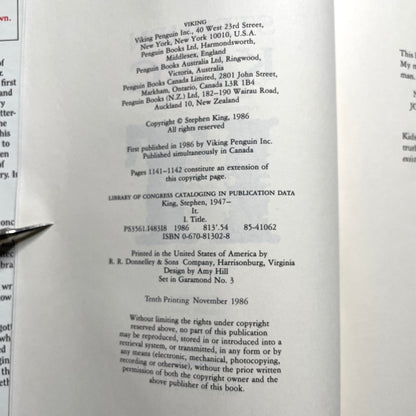 VIKING
Viking Penguin Inc., 40 West 23rd Street,
New York, New York 10010, U.S.A.
Penguin Books Ltd, Harmondsworth,
Middlesex, England
Penguin Books Australia Ltd, Ringwood,
Victoria, Australia
Penguin Books Canada Limited, 2801 John Street,
Markham, Ontario, Canada L3R 1B4
Penguin Books (N.Z.) Ltd, 182–190 Wairau Road,
Auckland 10, New Zealand
Copyright © Stephen King, 1986
All rights reserved
First published in 1986 by Viking Penguin Inc.
Published simultaneously in Canada
Pages 1141–1142 constitute an extension of
this copyright page.
LIBRARY OF CONGRESS CATALOGING IN PUBLICATION DATA
King, Stephen, 1947–
It.
I. Title.
PS3561.I483I8 1986 813'.54 85-41062
ISBN 0-670-81302-8
Printed in the United States of America by
R. R. Donnelley & Sons Company, Harrisonburg, Virginia
Design by Amy Hill
Set in Garamond No. 3
Tenth Printing November 1986
Without limiting the rights under copyright
reserved above, no part of this publication
may be reproduced, stored in or introduced into a
retrieval system, or transmitted, in any form or by
any means (electronic, mechanical, photocopying,
recording or otherwise), without the prior written
permission of both the copyright owner and the
above publisher of this book.